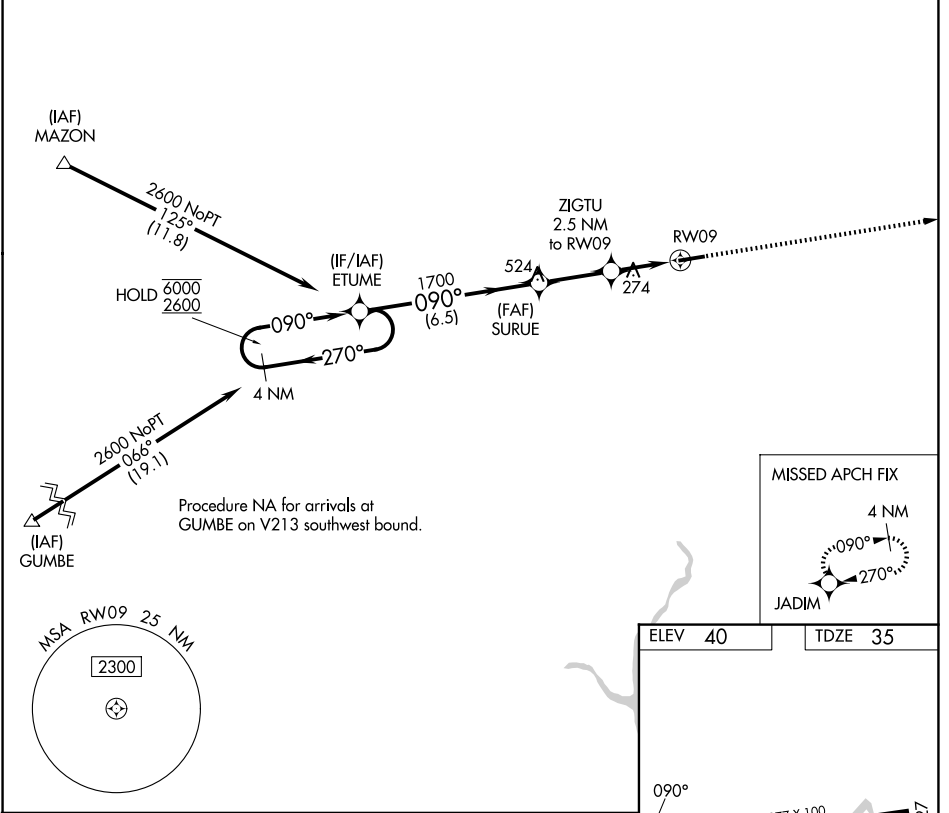 (IAF)
MAZON
2600 NoPT
125°
(11.8)
(IF/IAF)
ETUME
HOLD 6000
2600
090°
270°
4 NM
1700
090°
(6.5)
524
(FAF)
SURUE
ZIGTU
2.5 NM
to RW09
274
RW09
2600 NoPT
066°
(19.1)
(IAF)
GUMBE
Procedure NA for arrivals at
GUMBE on V213 southwest bound.
MISSED APCH FIX
4 NM
090°
270°
JADIM
MSA RW09 25 NM
2300
ELEV 40
TDZE 35
090°
X 100